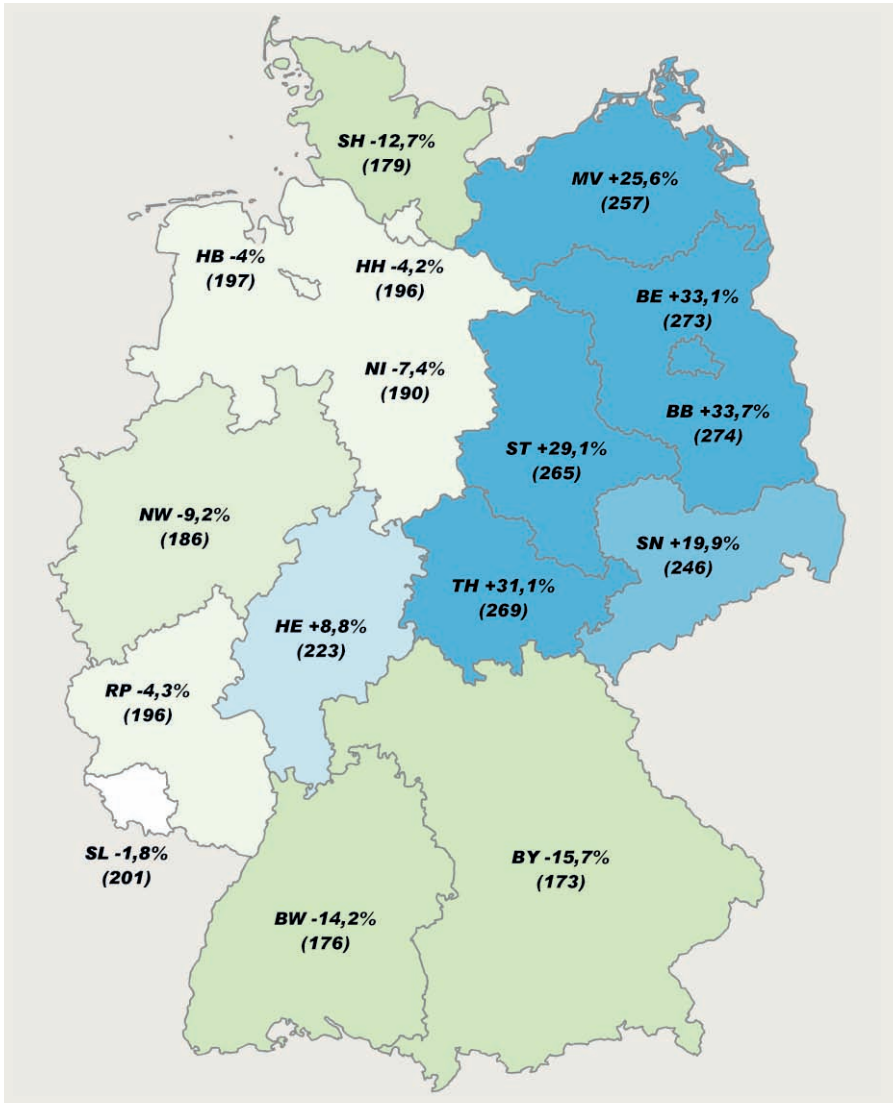 SH -12,7%
(179)
MV +25,6%
(257)
HB -4%
(197)
HH -4,2%
(196)
BE +33,1%
(273)
NI -7,4%
(190)
BB +33,7%
(274)
ST +29,1%
(265)
NW -9,2%
(186)
SN +19,9%
(246)
TH +31,1%
(269)
HE +8,8%
(223)
RP -4,3%
(196)
SL -1,8%
(201)
BY -15,7%
(173)
BW -14,2%
(176)